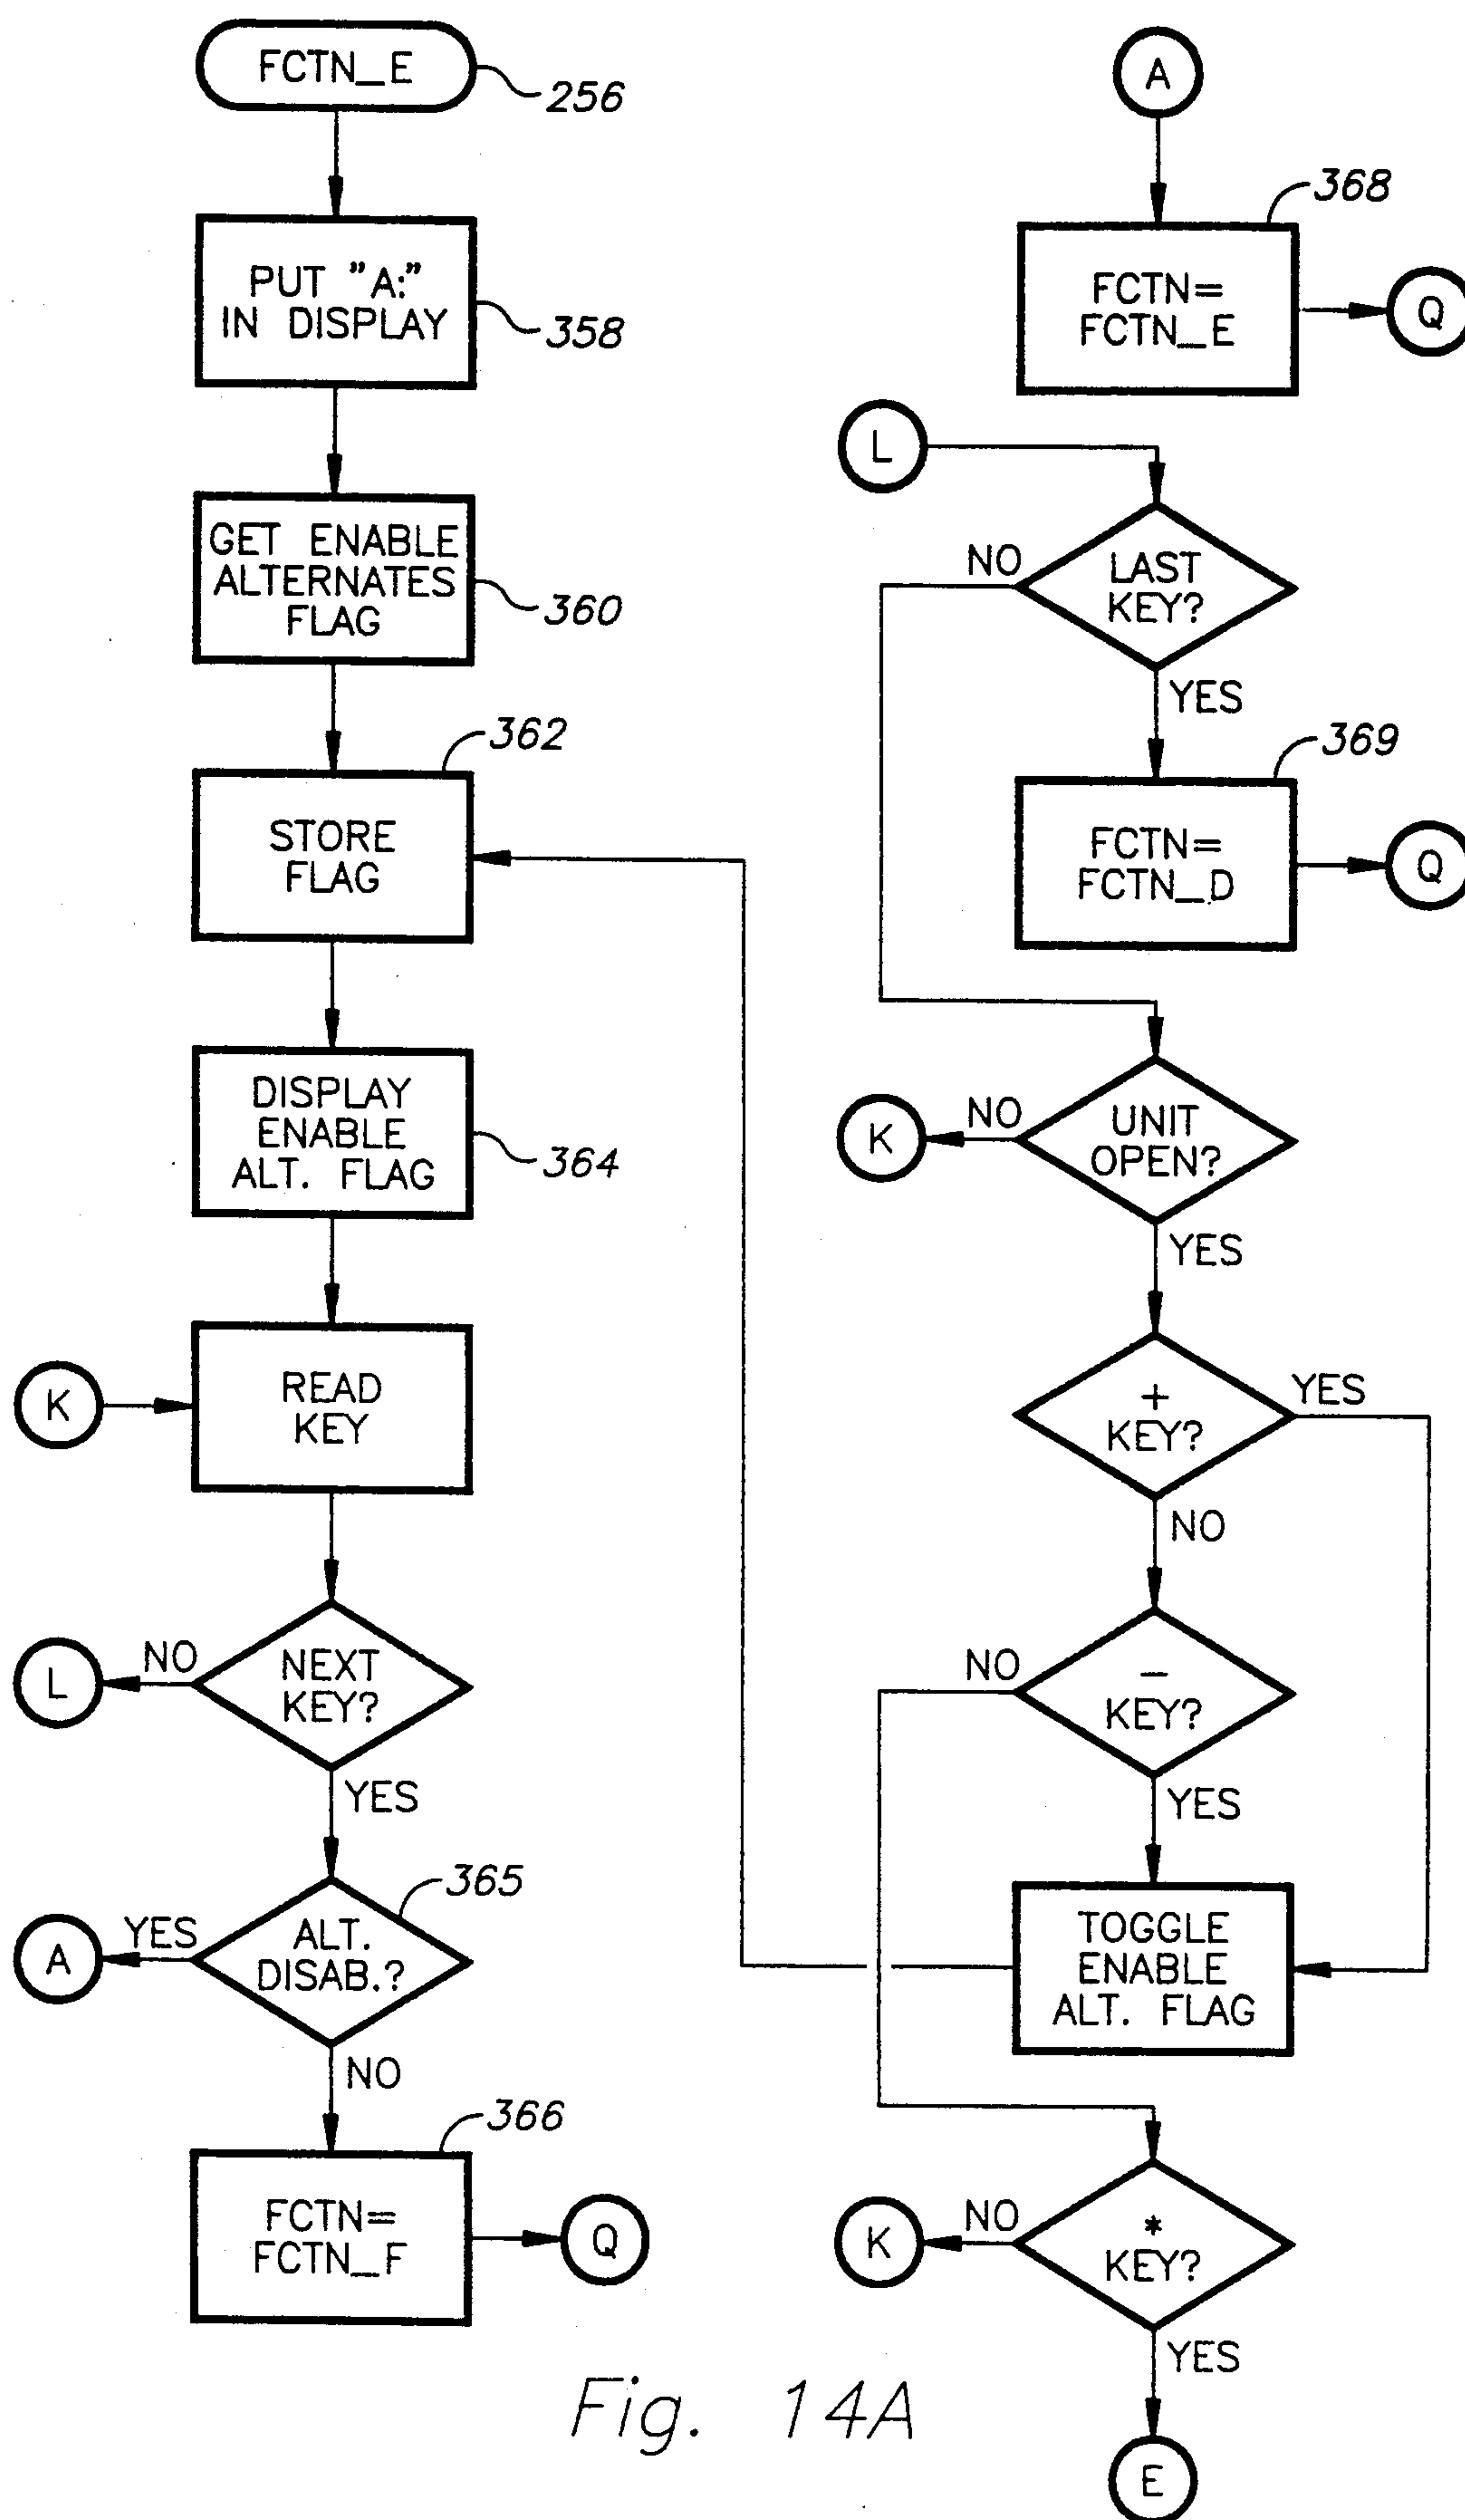 FCTN_E
256
PUT "A:"
IN DISPLAY
358
GET ENABLE
ALTERNATES
FLAG
360
362
STORE
FLAG
DISPLAY
ENABLE
ALT. FLAG
364
K
READ
KEY
L
NO
NEXT
KEY?
YES
365
A
YES
ALT.
DISAB.?
NO
366
FCTN=
FCTN_F
Q
A
368
FCTN=
FCTN_E
Q
L
NO
LAST
KEY?
YES
369
FCTN=
FCTN_D
Q
K
NO
UNIT
OPEN?
YES
+
KEY?
YES
NO
NO
−
KEY?
YES
TOGGLE
ENABLE
ALT. FLAG
K
NO
*
KEY?
YES
E
Fig. 14A